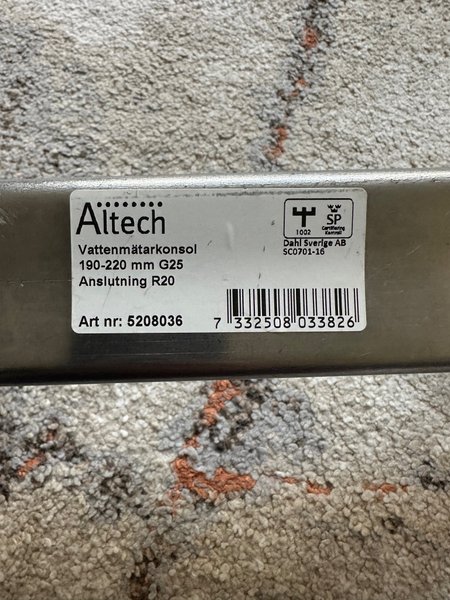 Altech
Vattenmätarkonsol
190-220 mm G25
Anslutning R20
Art nr: 5208036
1002
SP
Certifiering
Kontroll
Dahl Sverige AB
SC0701-16
7 332508 033826